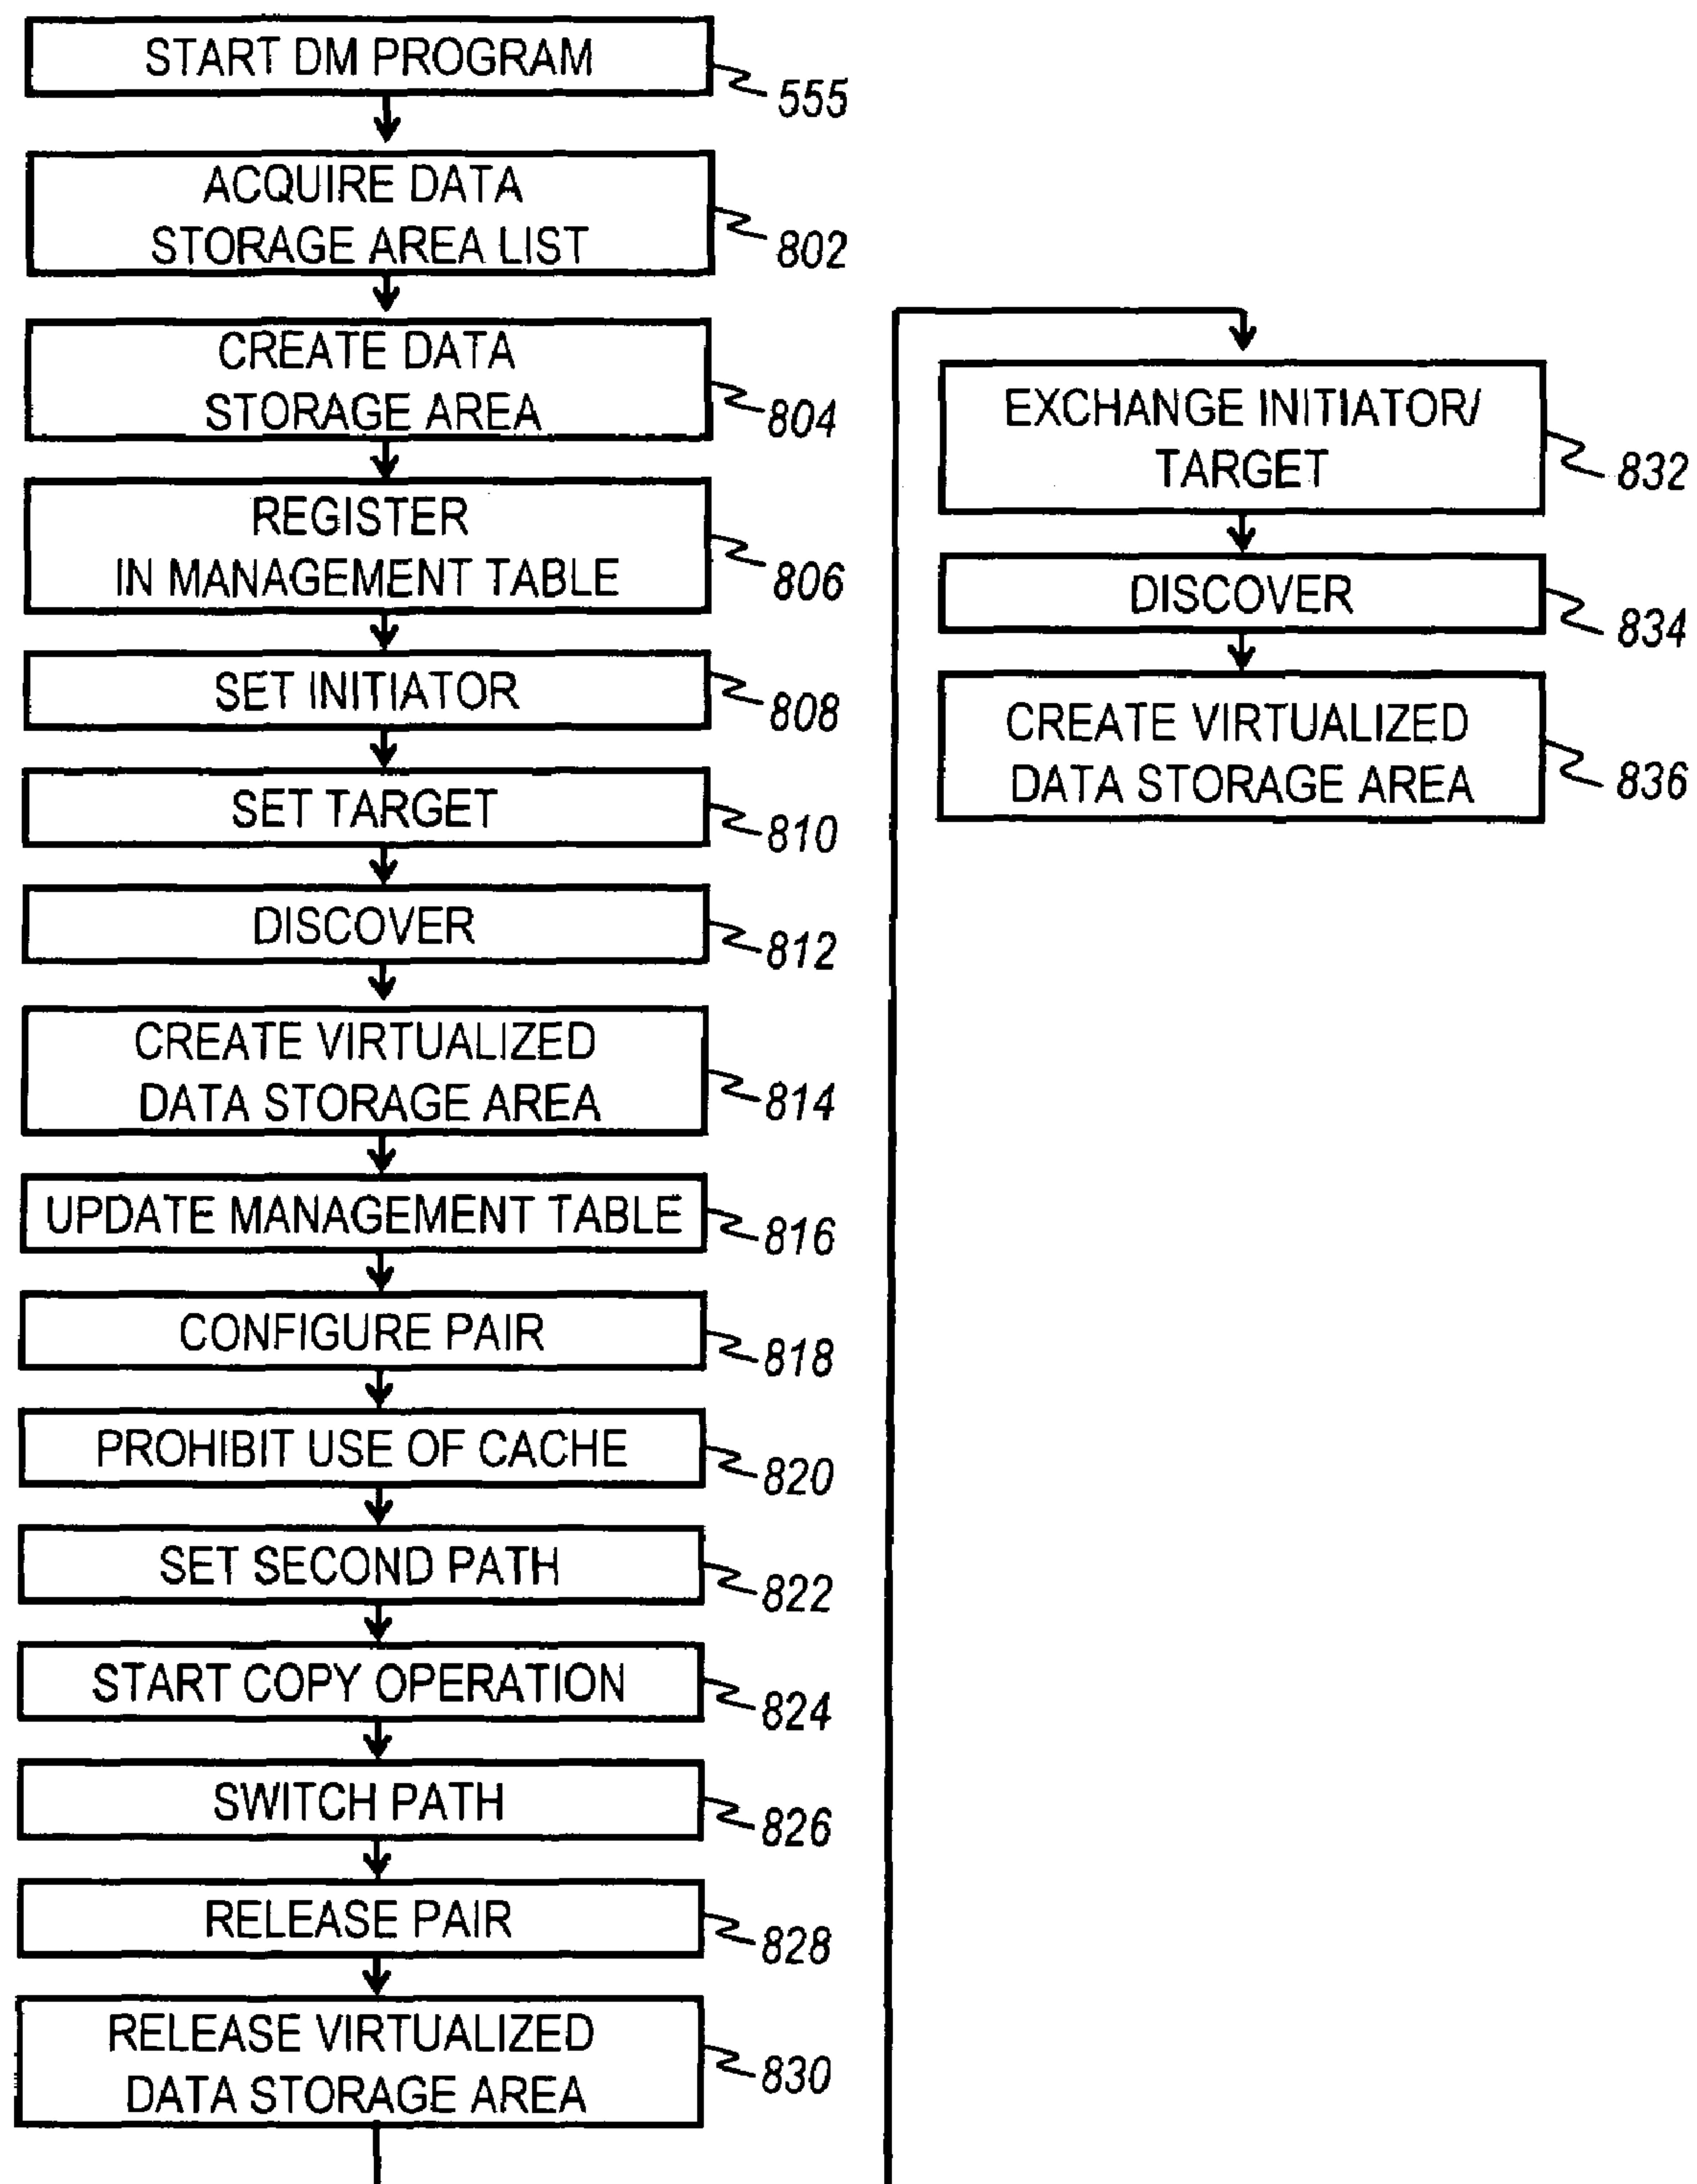 START DM PROGRAM
555
ACQUIRE DATA
STORAGE AREA LIST
802
CREATE DATA
STORAGE AREA
804
REGISTER
IN MANAGEMENT TABLE
806
SET INITIATOR
808
SET TARGET
810
DISCOVER
812
CREATE VIRTUALIZED
DATA STORAGE AREA
814
UPDATE MANAGEMENT TABLE
816
CONFIGURE PAIR
818
PROHIBIT USE OF CACHE
820
SET SECOND PATH
822
START COPY OPERATION
824
SWITCH PATH
826
RELEASE PAIR
828
RELEASE VIRTUALIZED
DATA STORAGE AREA
830
EXCHANGE INITIATOR/
TARGET
832
DISCOVER
834
CREATE VIRTUALIZED
DATA STORAGE AREA
836